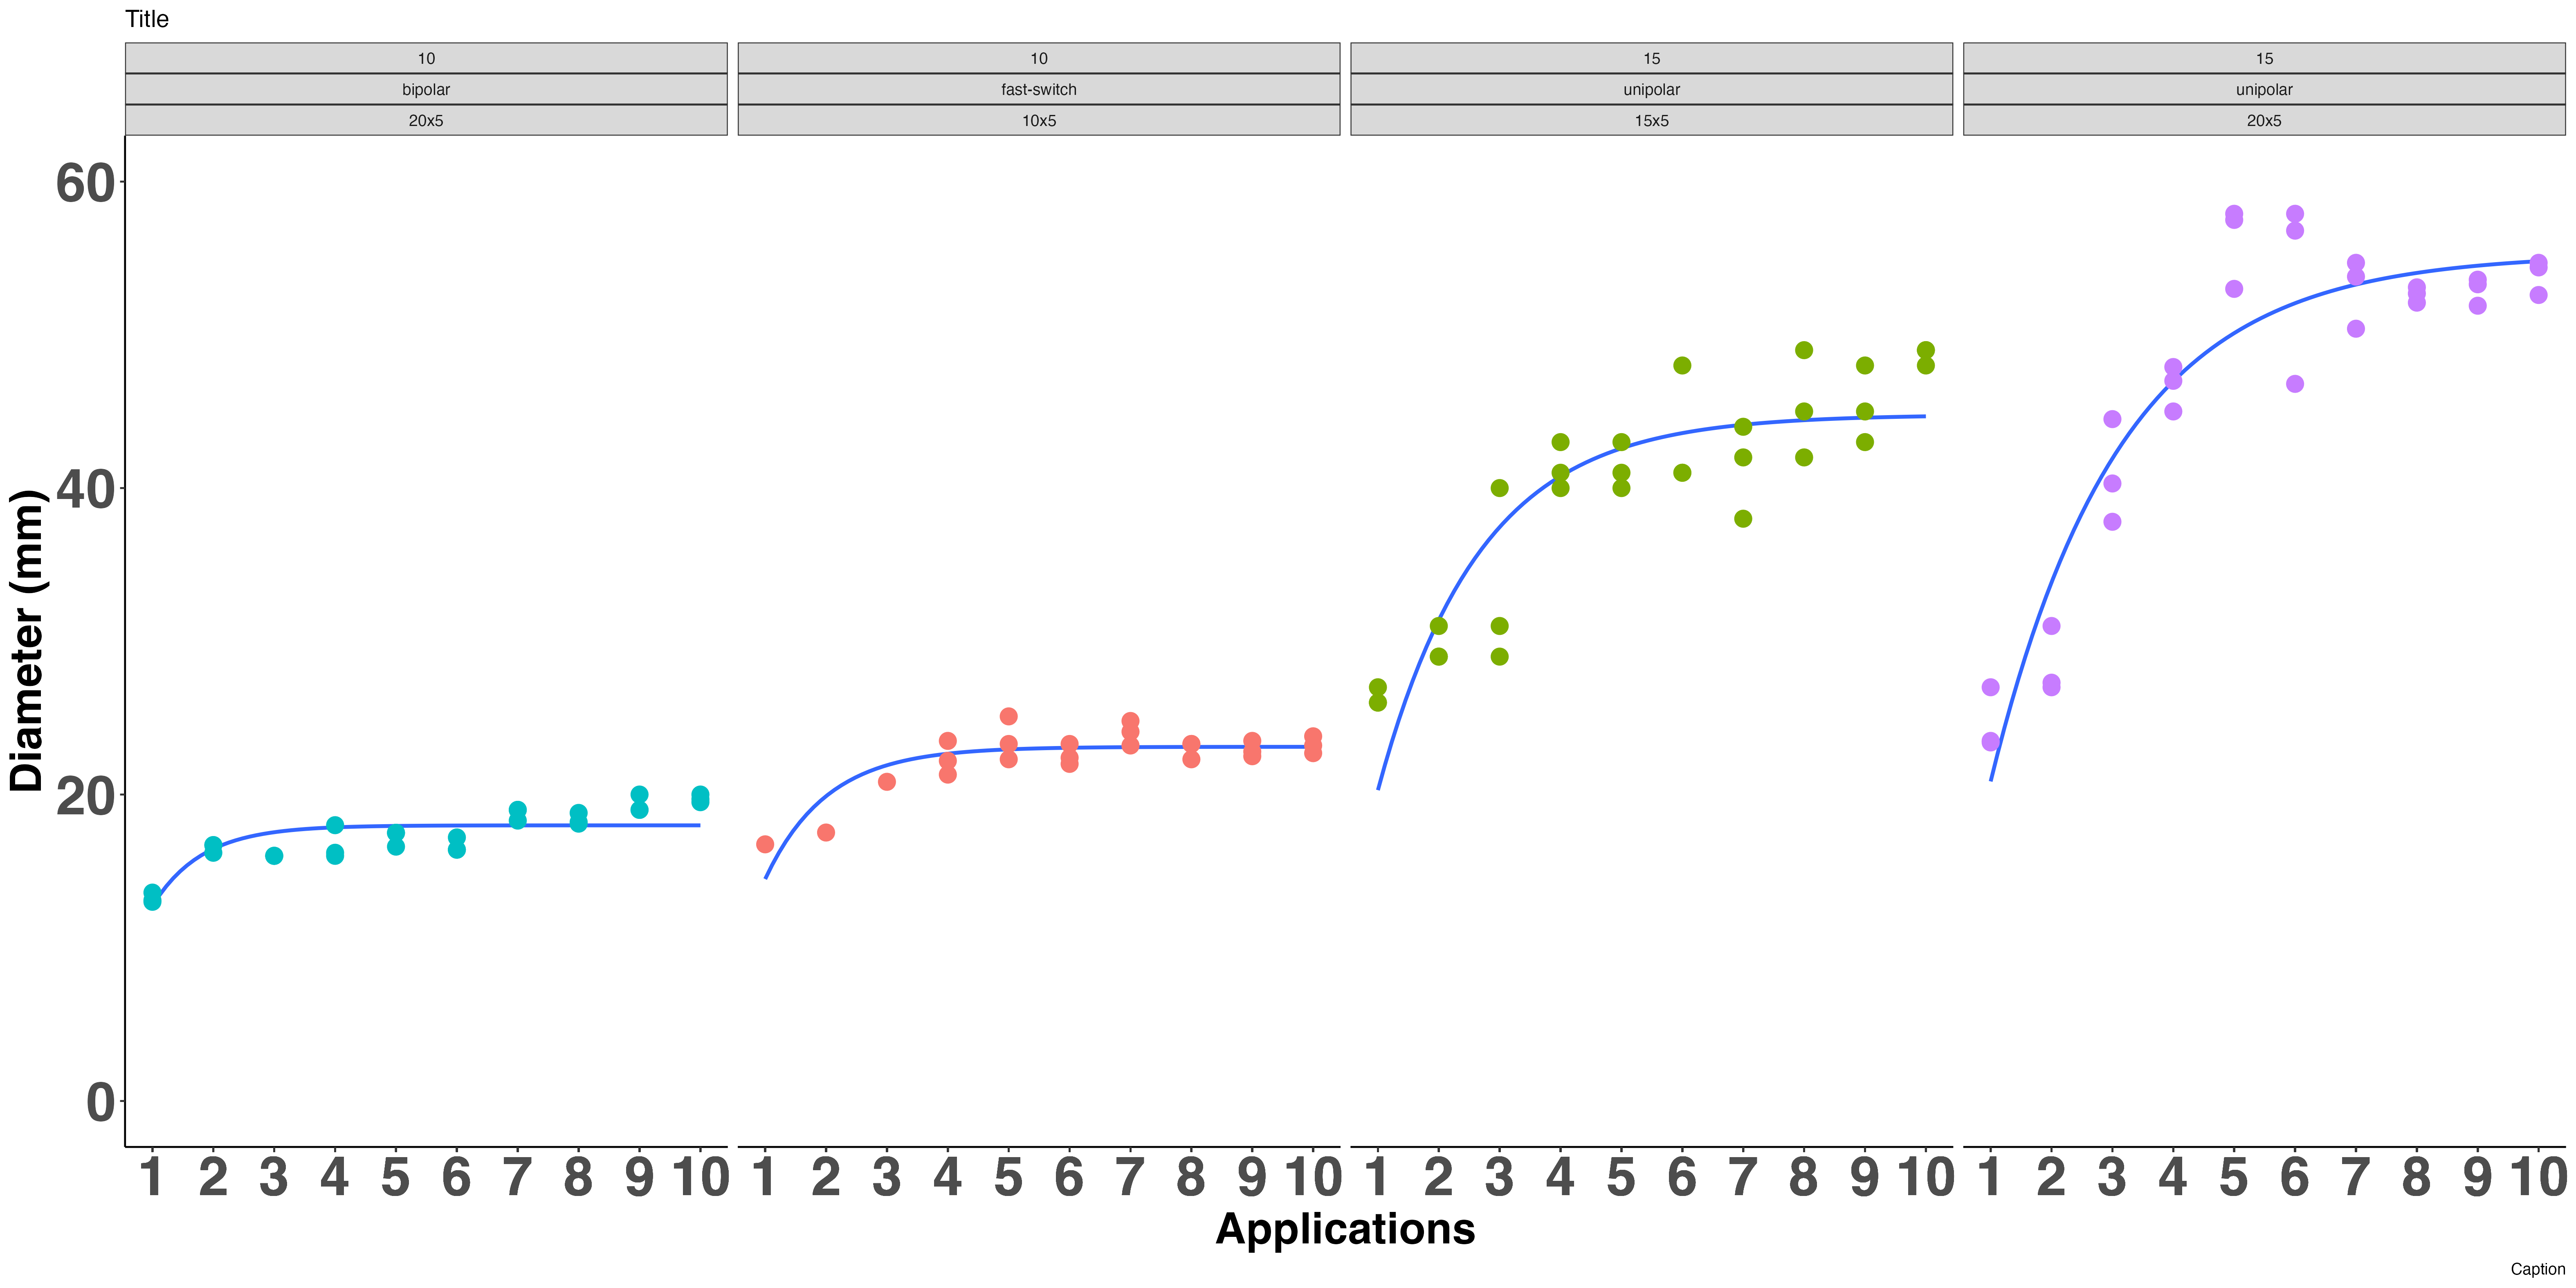 Title
10 10 15 15
bipolar fast-switch unipolar unipolar
20x5 10x5 15x5 20x5
60
40
20
0
Diameter (mm)
1 2 3 4 5 6 7 8 9 10 1 2 3 4 5 6 7 8 9 10 1 2 3 4 5 6 7 8 9 10 1 2 3 4 5 6 7 8 9 10
Applications
Caption